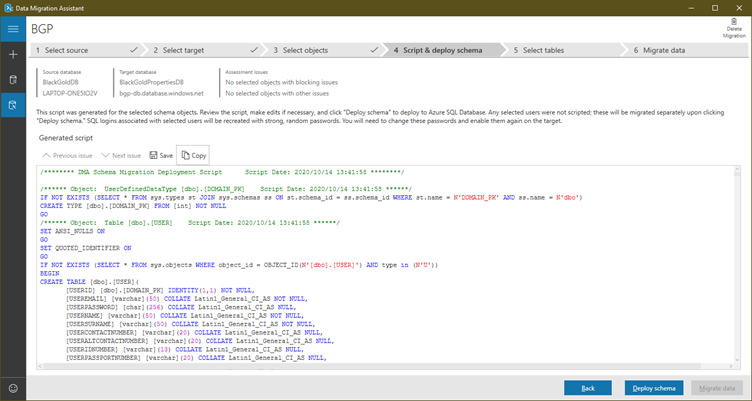 Data Migration Assistant
BGP
Delete
Migration
1 Select source
2 Select target
3 Select objects
4 Script & deploy schema
5 Select tables
6 Migrate data
Source database
BlackGoldDB
LAPTOP-ONE5IO2V
Target database
BlackGoldPropertiesDB
bgp-db.database.windows.net
Assessment issues
No selected objects with blocking issues
No selected objects with other issues
This script was generated for the selected schema objects. Review the script, make edits if necessary, and click "Deploy schema" to deploy to Azure SQL Database. Any selected users were not scripted; these will be migrated separately upon clicking
"Deploy schema." SQL logins associated with selected users will be recreated with strong, random passwords. You will need to change these passwords and enable them again on the target.
Generated script
Previous issue
Next issue
Save
Copy
/******** DMA Schema Migration Deployment Script      Script Date: 2020/10/14 13:41:58 ********/
/****** Object:  UserDefinedDataType [dbo].[DOMAIN_PK]    Script Date: 2020/10/14 13:41:58 ******/
IF NOT EXISTS (SELECT * FROM sys.types st JOIN sys.schemas ss ON st.schema_id = ss.schema_id WHERE st.name = N'DOMAIN_PK' AND ss.name = N'dbo')
CREATE TYPE [dbo].[DOMAIN_PK] FROM [int] NOT NULL
GO
/****** Object:  Table [dbo].[USER]    Script Date: 2020/10/14 13:41:58 ******/
SET ANSI_NULLS ON
GO
SET QUOTED_IDENTIFIER ON
GO
IF NOT EXISTS (SELECT * FROM sys.objects WHERE object_id = OBJECT_ID(N'[dbo].[USER]') AND type in (N'U'))
BEGIN
CREATE TABLE [dbo].[USER](
[USERID] [dbo].[DOMAIN_PK] IDENTITY(1,1) NOT NULL,
[USEREMAIL] [varchar](50) COLLATE Latin1_General_CI_AS NOT NULL,
[USERPASSWORD] [char](256) COLLATE Latin1_General_CI_AS NOT NULL,
[USERNAME] [varchar](50) COLLATE Latin1_General_CI_AS NOT NULL,
[USERSURNAME] [varchar](50) COLLATE Latin1_General_CI_AS NOT NULL,
[USERCONTACTNUMBER] [varchar](20) COLLATE Latin1_General_CI_AS NOT NULL,
[USERALTCONTACTNUMBER] [varchar](20) COLLATE Latin1_General_CI_AS NULL,
[USERIDNUMBER] [varchar](13) COLLATE Latin1_General_CI_AS NULL,
[USERPASSPORTNUMBER] [varchar](20) COLLATE Latin1_General_CI_AS NULL,
Back
Deploy schema
Migrate data